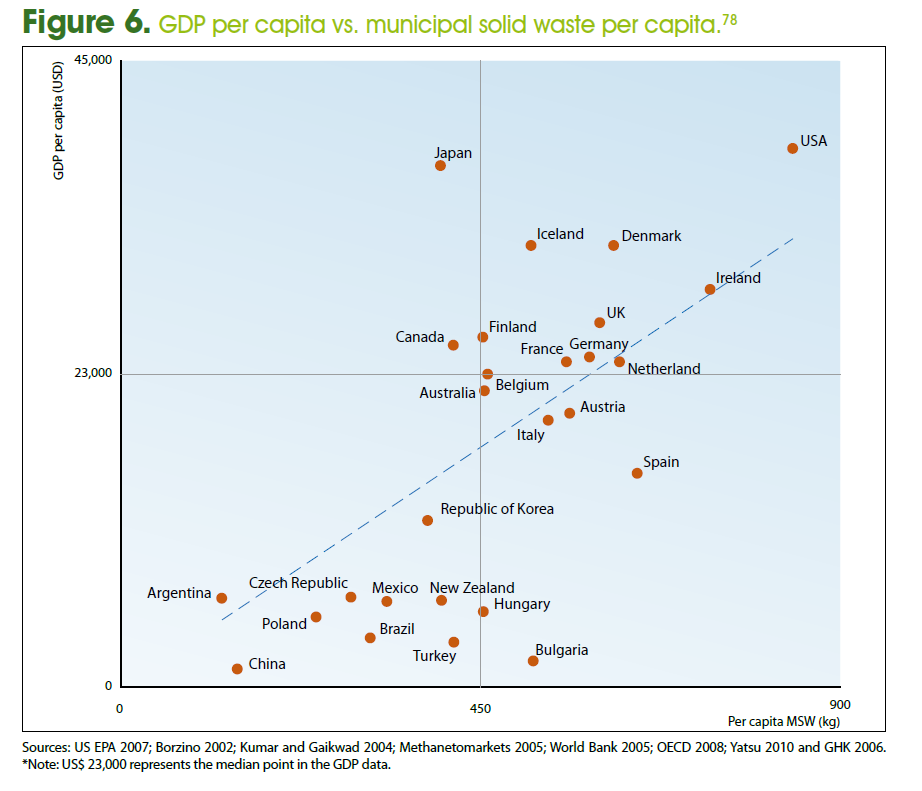 Figure 6. GDP per capita vs. municipal solid waste per capita.78
45,000
GDP per capita (USD)
USA
Japan
Iceland
Denmark
Ireland
UK
Finland
Canada
France
Germany
Netherland
23,000
Belgium
Australia
Austria
Italy
Spain
Republic of Korea
Czech Republic
Mexico
New Zealand
Argentina
Hungary
Poland
Brazil
Turkey
Bulgaria
China
0
0
450
900
Per capita MSW (kg)
Sources: US EPA 2007; Borzino 2002; Kumar and Gaikwad 2004; Methanetomarkets 2005; World Bank 2005; OECD 2008; Yatsu 2010 and GHK 2006.
*Note: US$ 23,000 represents the median point in the GDP data.